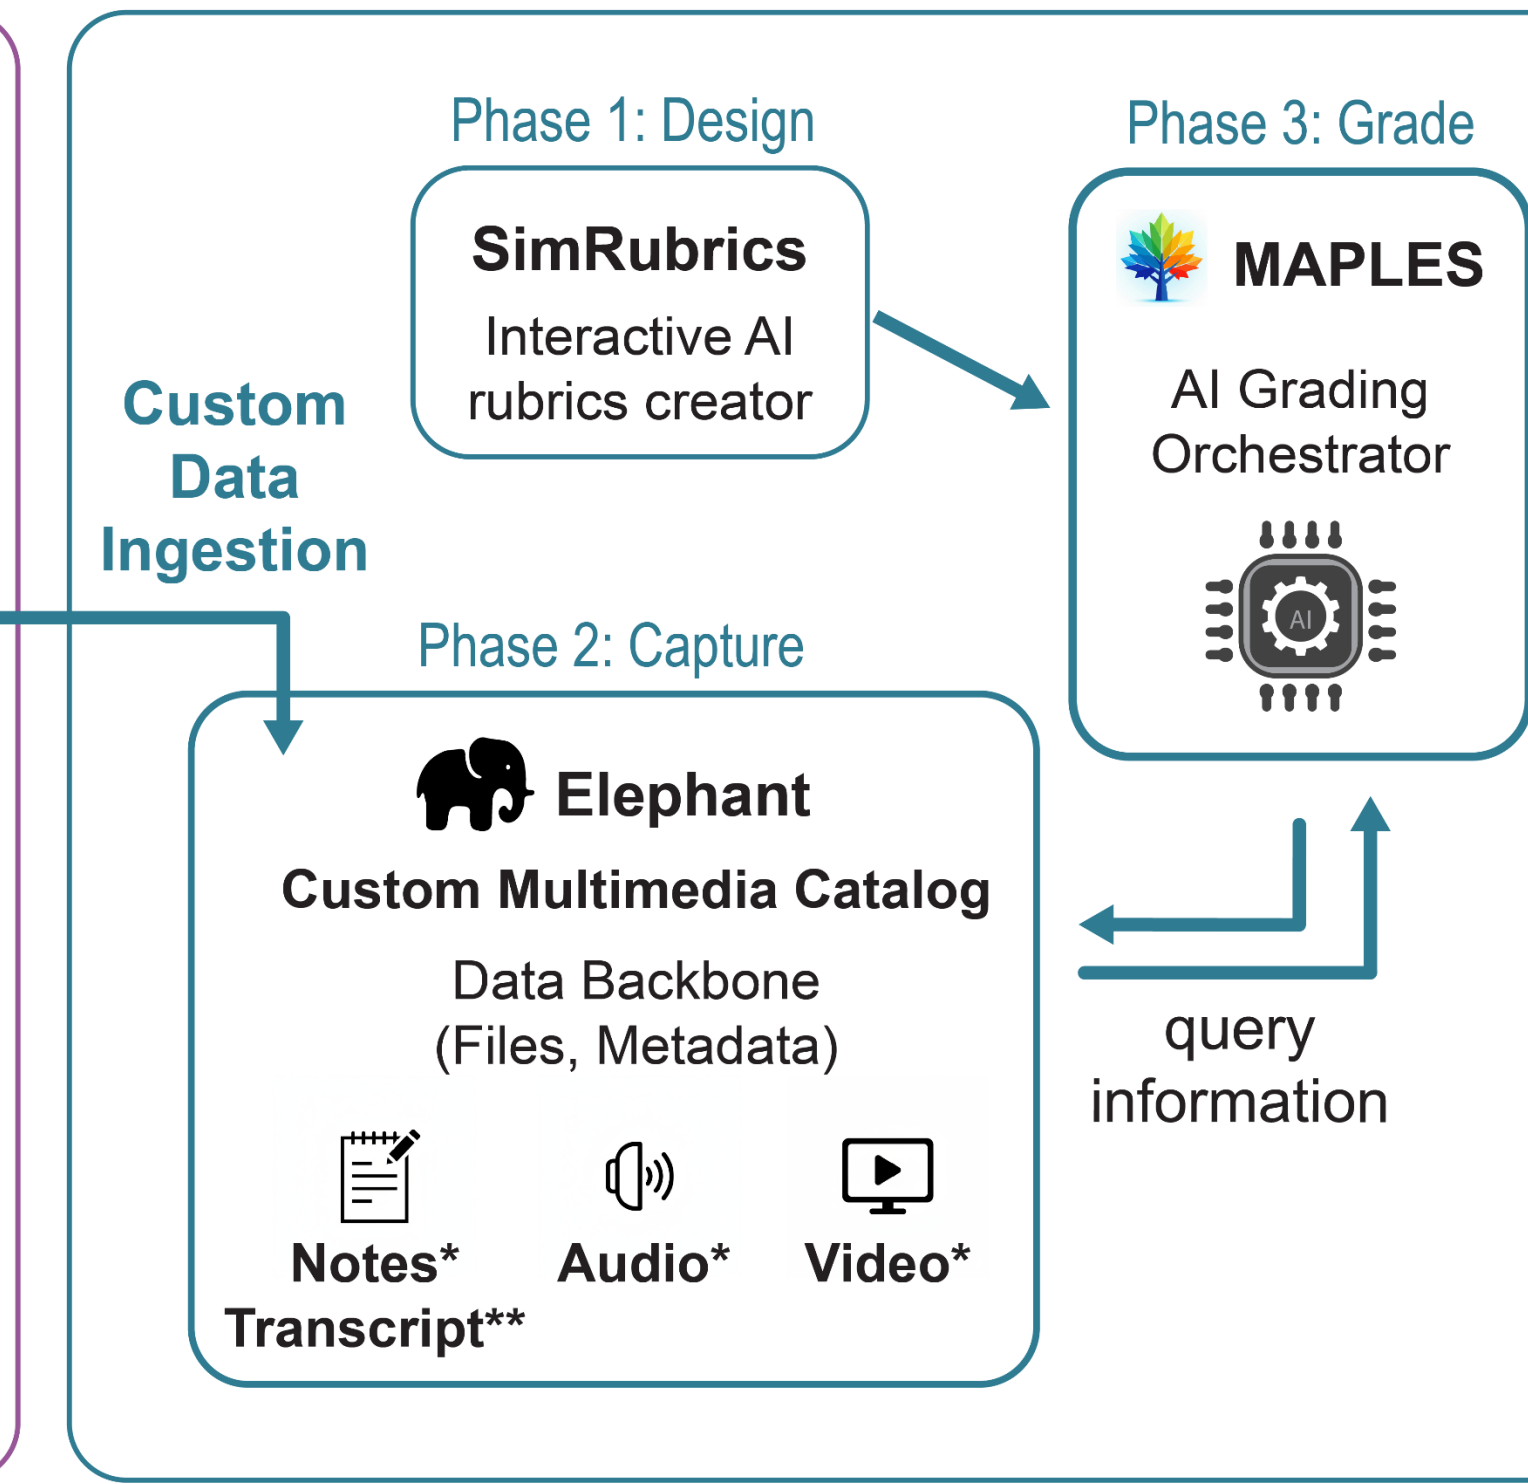 Phase 1: Design
SimRubrics
Interactive AI
rubrics creator
Phase 3: Grade
MAPLES
AI Grading
Orchestrator
AI
Custom
Data
Ingestion
Phase 2: Capture
Elephant
Custom Multimedia Catalog
Data Backbone
(Files, Metadata)
Notes*
Transcript**
Audio*
Video*
query
information